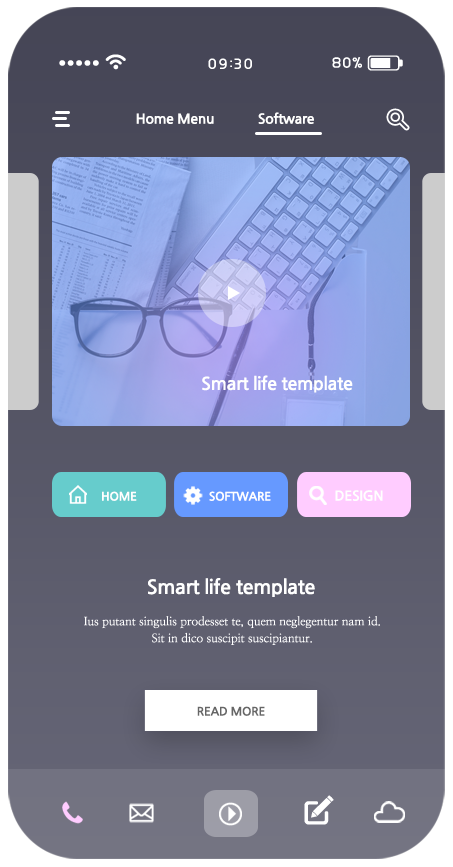 09:30
80%
Home Menu
Software
Smart life template
HOME
SOFTWARE
DESIGN
Smart life template
Ius putant singulis prodesset te, quem neglegentur nam id.
Sit in dico suscipit suscipiantur.
READ MORE